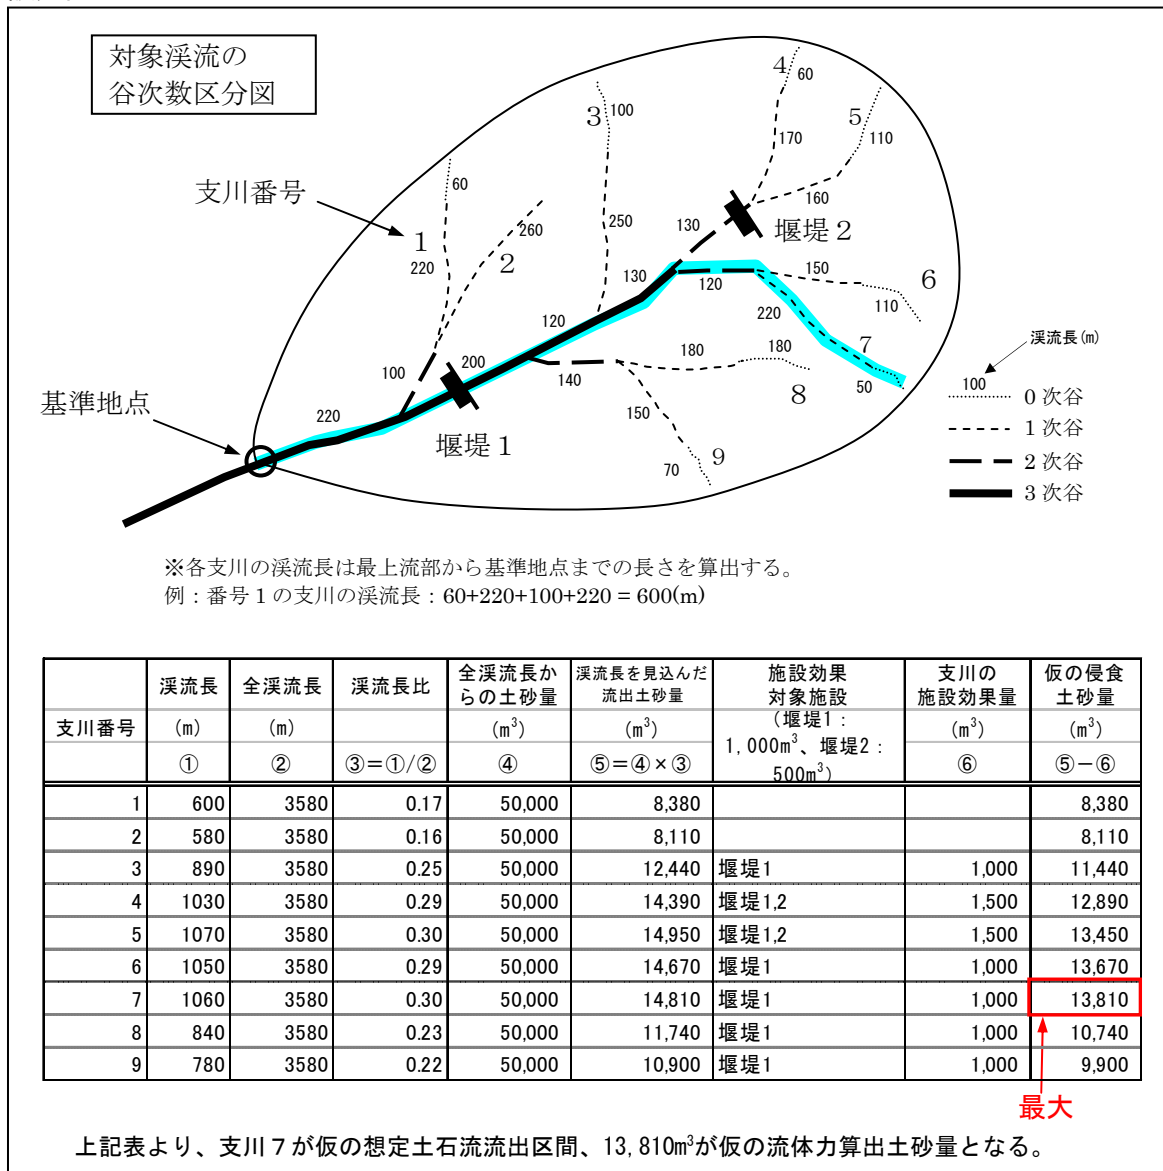 対象渓流の
谷次数区分図
支川番号
基準地点
堰堤1
堰堤2
1
2
3
4
5
6
7
8
9
60
220
260
100
220
100
250
120
200
130
130
60
170
110
160
150
110
120
220
50
180
180
140
150
70
渓流長(m)
100
0次谷
1次谷
2次谷
3次谷
※各支川の渓流長は最上流部から基準地点までの長さを算出する。
例：番号1の支川の渓流長：60+220+100+220 = 600(m)
支川番号 渓流長 (m) ① 全渓流長 (m) ② 渓流長比 ③＝①/② 全渓流長からの土砂量 (m³) ④ 渓流長を見込んだ流出土砂量 (m³) ⑤＝④×③ 施設効果対象施設 （堰堤1：1,000m³、堰堤2：500m³） 支川の施設効果量 (m³) ⑥ 仮の侵食土砂量 (m³) ⑤－⑥
1 600 3580 0.17 50,000 8,380 8,380
2 580 3580 0.16 50,000 8,110 8,110
3 890 3580 0.25 50,000 12,440 堰堤1 1,000 11,440
4 1030 3580 0.29 50,000 14,390 堰堤1,2 1,500 12,890
5 1070 3580 0.30 50,000 14,950 堰堤1,2 1,500 13,450
6 1050 3580 0.29 50,000 14,670 堰堤1 1,000 13,670
7 1060 3580 0.30 50,000 14,810 堰堤1 1,000 13,810
8 840 3580 0.23 50,000 11,740 堰堤1 1,000 10,740
9 780 3580 0.22 50,000 10,900 堰堤1 1,000 9,900
最大
上記表より、支川7が仮の想定土石流流出区間、13,810m³が仮の流体力算出土砂量となる。